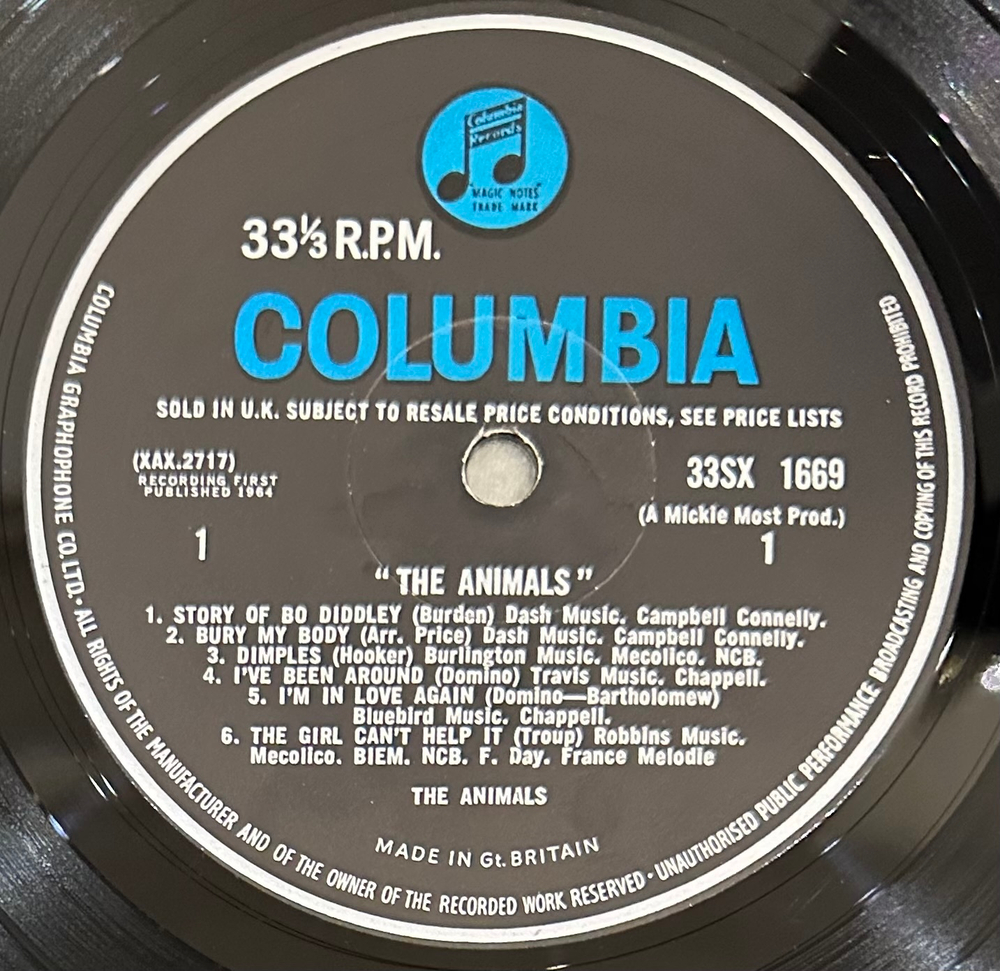 Columbia
Records
"MAGIC NOTES"
TRADE MARK
33⅓ R.P.M.
COLUMBIA
SOLD IN U.K. SUBJECT TO RESALE PRICE CONDITIONS, SEE PRICE LISTS
(XAX.2717)
RECORDING FIRST
PUBLISHED 1964
33SX 1669
(A Mickie Most Prod.)
1
1
"THE ANIMALS"
1. STORY OF BO DIDDLEY (Burden) Dash Music. Campbell Connelly.
2. BURY MY BODY (Arr. Price) Dash Music. Campbell Connelly.
3. DIMPLES (Hooker) Burlington Music. Mecolico. NCB.
4. I'VE BEEN AROUND (Domino) Travis Music. Chappell.
5. I'M IN LOVE AGAIN (Domino—Bartholomew)
Bluebird Music. Chappell.
6. THE GIRL CAN'T HELP IT (Troup) Robbins Music.
Mecolico. BIEM. NCB. F. Day. France Melodie
THE ANIMALS
MADE IN Gt. BRITAIN
COLUMBIA GRAPHOPHONE CO. LTD. · ALL RIGHTS OF THE MANUFACTURER AND OF THE OWNER OF THE RECORDED WORK RESERVED · UNAUTHORISED PUBLIC PERFORMANCE BROADCASTING AND COPYING OF THIS RECORD PROHIBITED